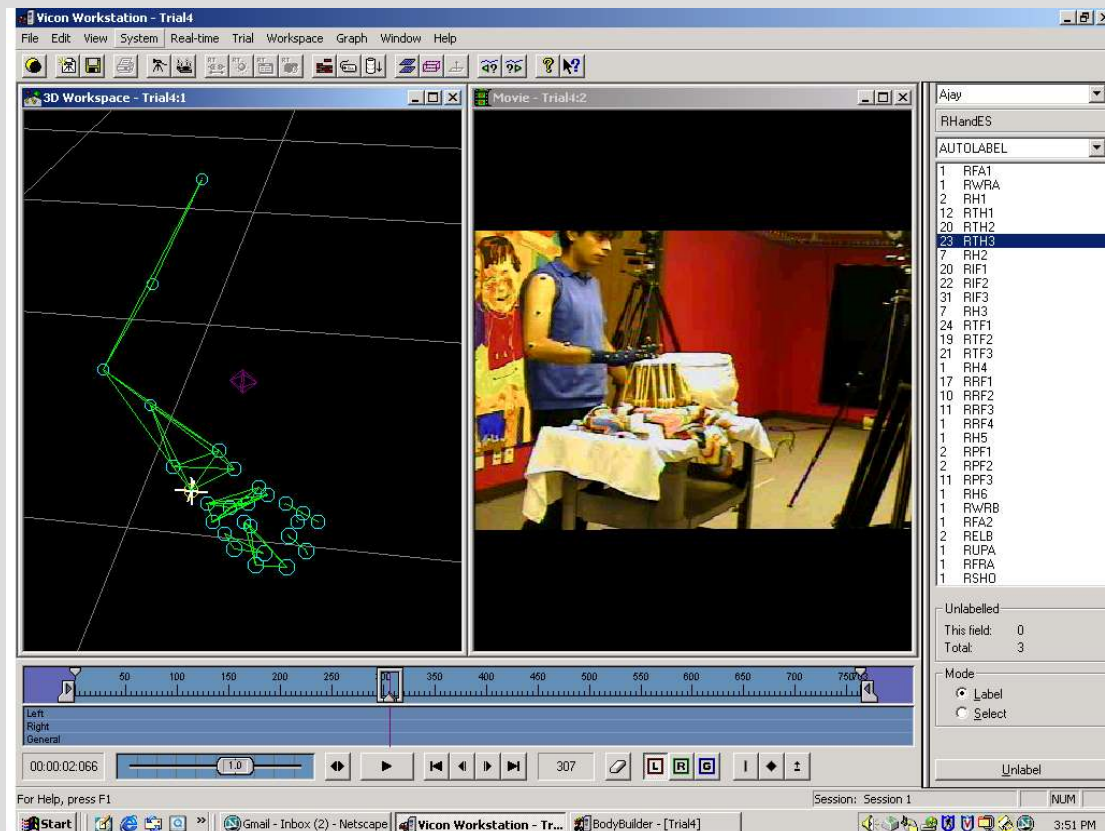 Vicon Workstation - Trial4
File Edit View System Real-time Trial Workspace Graph Window Help
3D Workspace - Trial4:1
Movie - Trial4:2
Ajay
RHandES
AUTOLABEL
1 RFA1
1 RWRA
2 RH1
12 RTH1
20 RTH2
23 RTH3
7 RH2
20 RIF1
22 RIF2
31 RIF3
7 RH3
24 RTF1
19 RTF2
21 RTF3
1 RH4
17 RRF1
10 RRF2
11 RRF3
1 RRF4
1 RH5
2 RPF1
2 RPF2
11 RPF3
1 RH6
1 RWRB
1 RFA2
2 RELB
1 RUPA
1 RFRA
1 RSHO
Unlabelled
This field: 0
Total: 3
Mode
Label
Select
Unlabel
50 100 150 200 250 350 400 450 500 550 600 650 700
Left
Right
General
00:00:02:066
1.0
307
L R G
For Help, press F1
Session: Session 1
NUM
Start
Gmail - Inbox (2) - Netscape
Vicon Workstation - Tr...
BodyBuilder - [Trial4]
3:51 PM